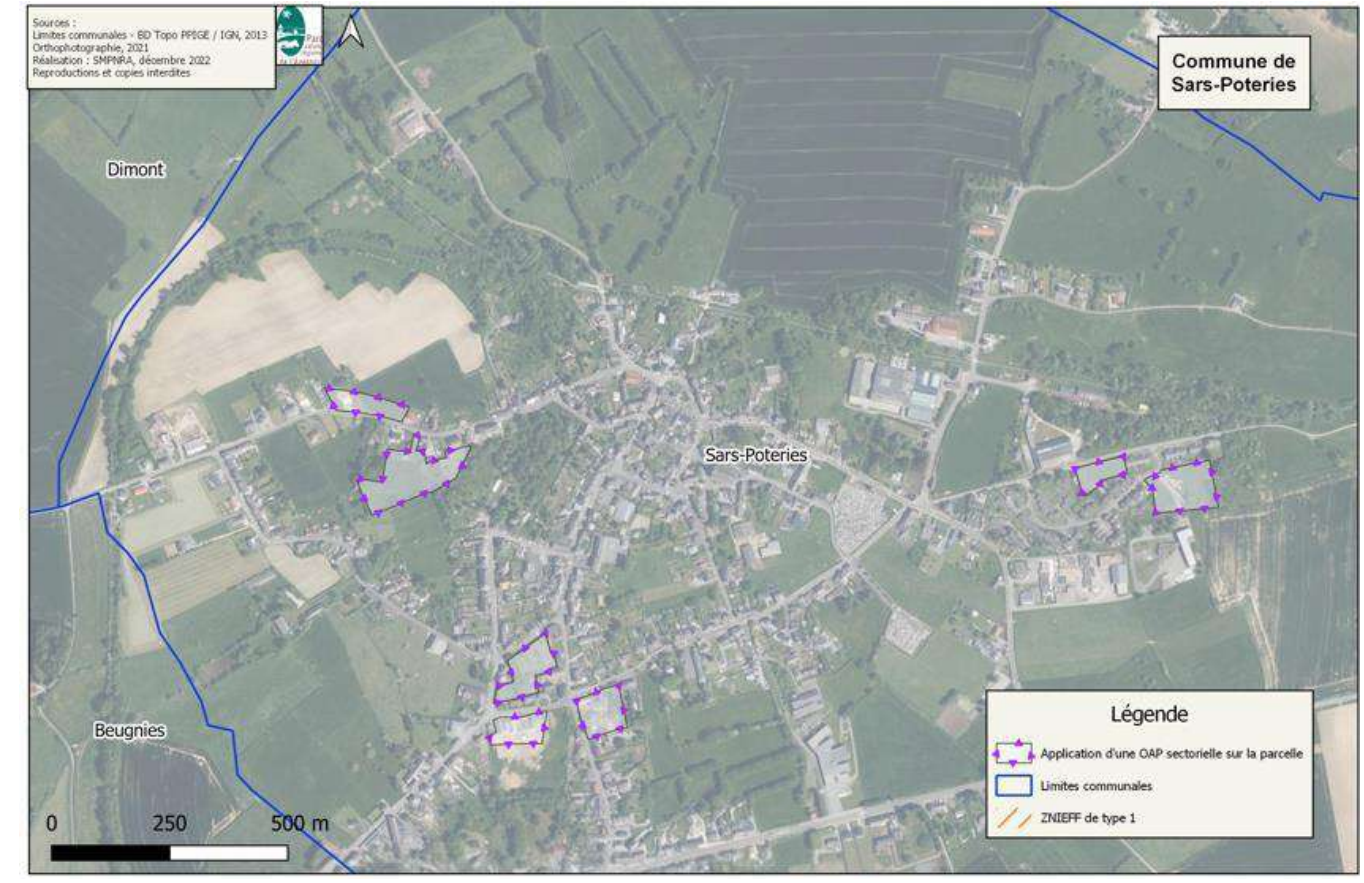 Sources :
Limites communales - BD Topo PPIGE / IGN, 2013
Orthophotographie, 2021
Réalisation : SMPNRA, décembre 2022
Reproductions et copies interdites
Parc
Commune de
Sars-Poteries
Dimont
Sars-Poteries
Beugnies
Légende
Application d'une OAP sectorielle sur la parcelle
Limites communales
ZNIEFF de type 1
0 250 500 m